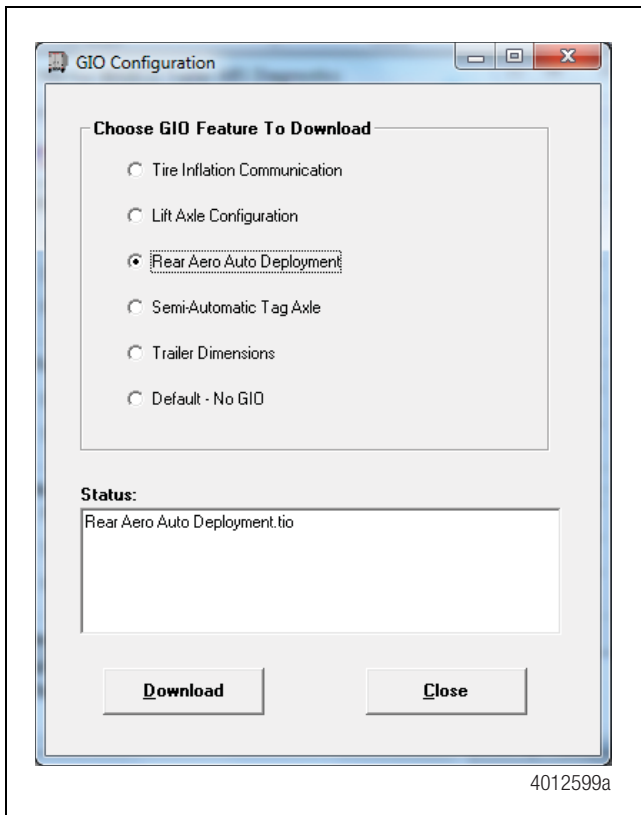 GIO Configuration
Choose GIO Feature To Download
Tire Inflation Communication
Lift Axle Configuration
Rear Aero Auto Deployment
Semi-Automatic Tag Axle
Trailer Dimensions
Default - No GIO
Status:
Rear Aero Auto Deployment.tio
Download
Close
4012599a